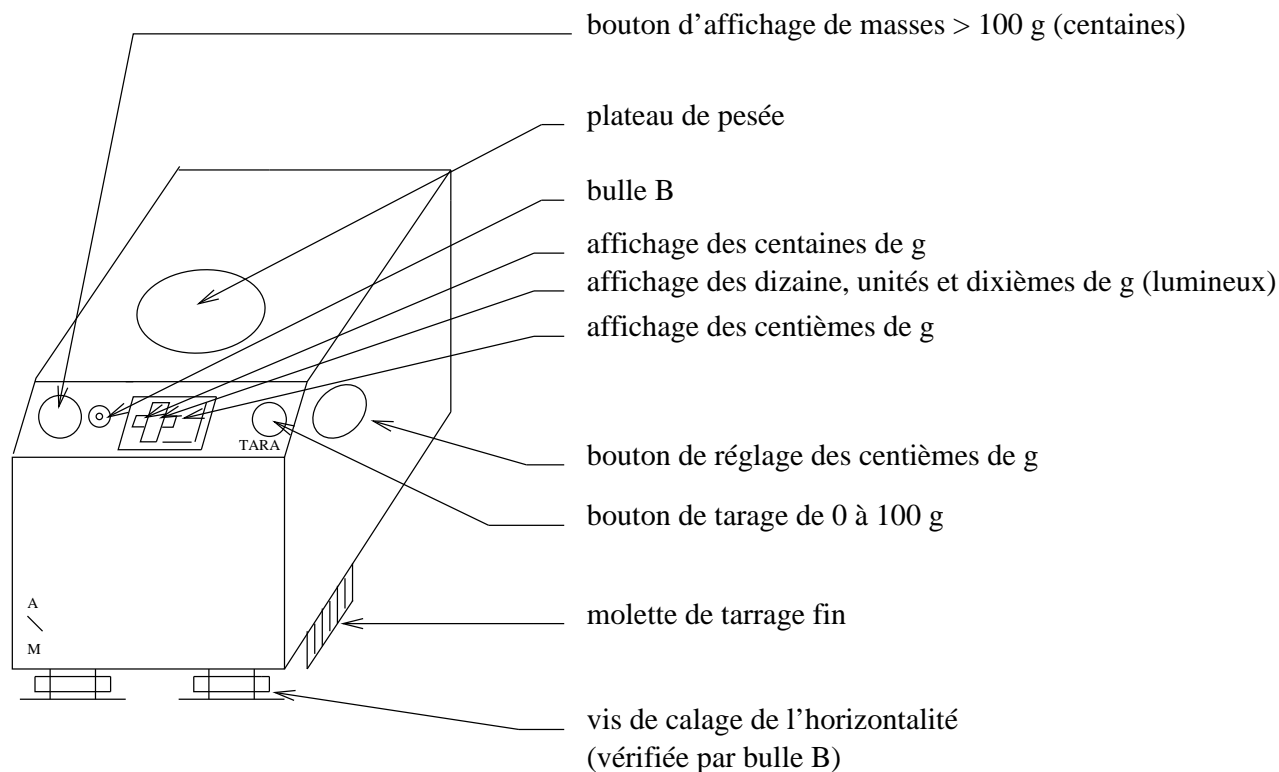 bouton d’affichage de masses > 100 g (centaines)
plateau de pesée
bulle B
affichage des centaines de g
affichage des dizaine, unités et dixièmes de g (lumineux)
affichage des centièmes de g
TARA
bouton de réglage des centièmes de g
bouton de tarage de 0 à 100 g
A
molette de tarrage fin
M
vis de calage de l’horizontalité
(vérifiée par bulle B)